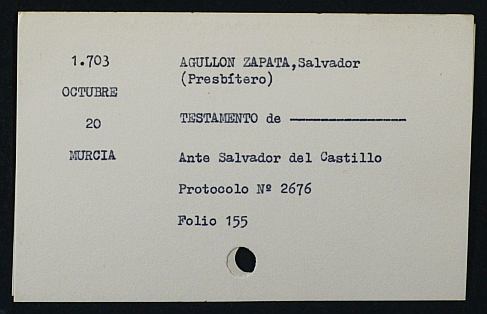 1.703
OCTUBRE
20
MURCIA
AGULLON ZAPATA,Salvador
(Presbítero)
TESTAMENTO de ———————————
Ante Salvador del Castillo
Protocolo Nº 2676
Folio 155